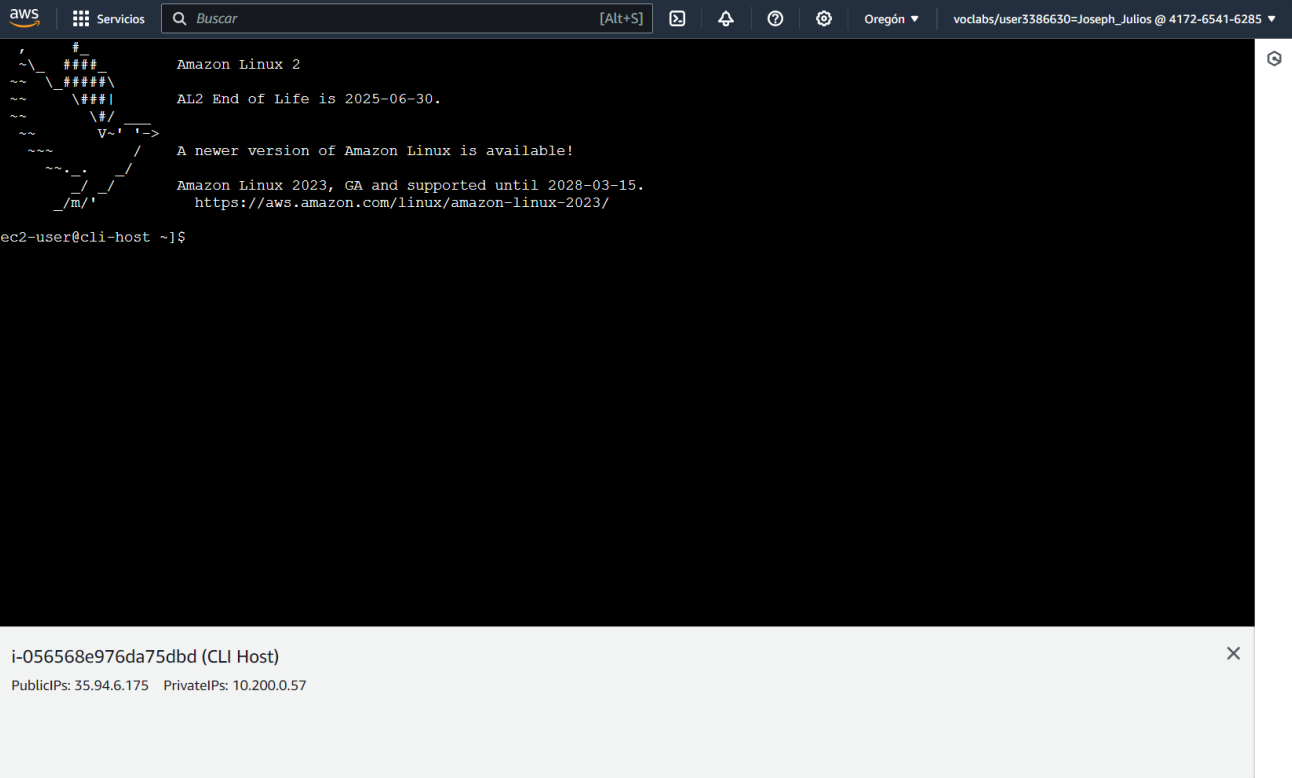 aws Servicios Buscar [Alt+S] Oregón ▼ voclabs/user3386630=Joseph_Julios @ 4172-6541-6285 ▼
   ,     #_
  ~\_  ####_        Amazon Linux 2
 ~~  \_#####\
 ~~     \###|       AL2 End of Life is 2025-06-30.
 ~~       \#/ ___
  ~~       V~' '->
   ~~~         /    A newer version of Amazon Linux is available!
     ~~._.   _/
        _/ _/       Amazon Linux 2023, GA and supported until 2028-03-15.
      _/m/'           https://aws.amazon.com/linux/amazon-linux-2023/
ec2-user@cli-host ~]$
i-056568e976da75dbd (CLI Host)
PublicIPs: 35.94.6.175 PrivateIPs: 10.200.0.57